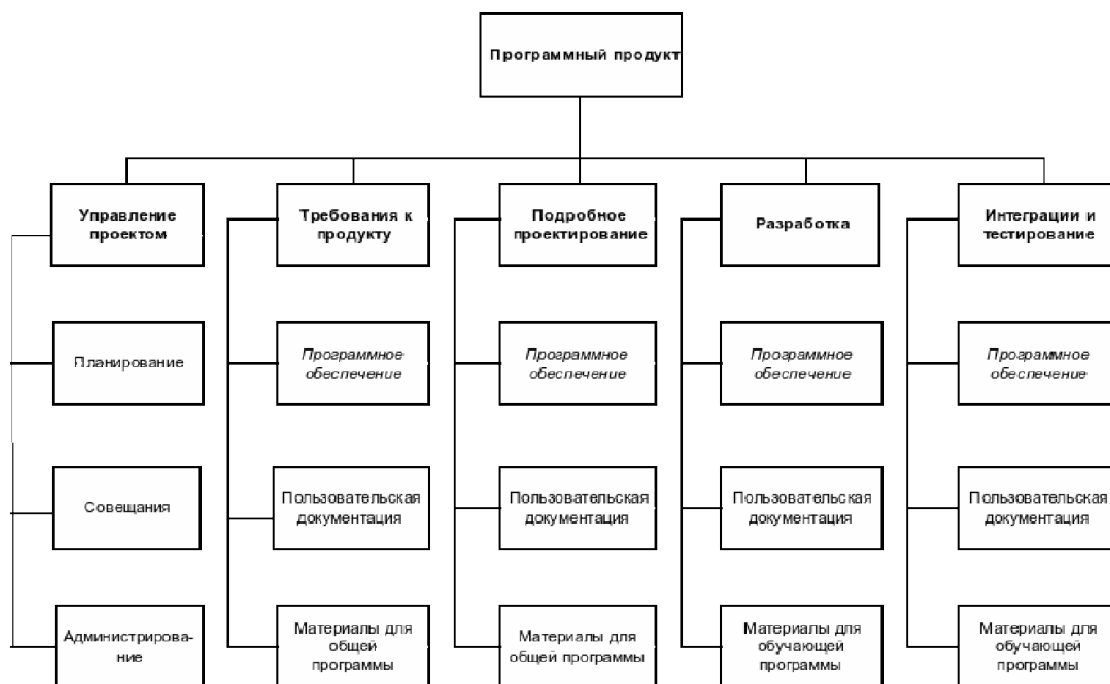 Программный продукт
Управление
проектом
Требования к
продукту
Подробное
проектирование
Разработка
Интеграции и
тестирование
Планирование
Программное
обеспечение
Программное
обеспечение
Программное
обеспечение
Программное
обеспечение
Совещания
Пользовательская
документация
Пользовательская
документация
Пользовательская
документация
Пользовательская
документация
Администрирова-
ние
Материалы для
общей
программы
Материалы для
общей программы
Материалы для
обучающей
программы
Материалы для
обучающей
программы